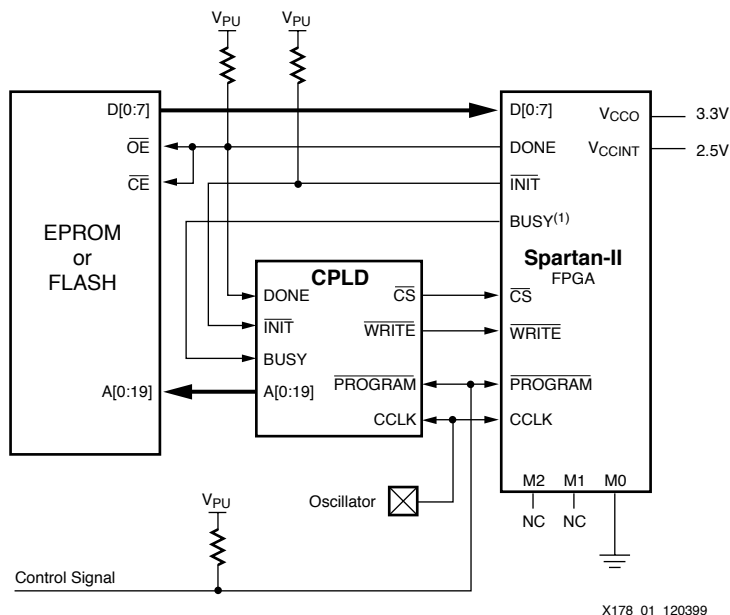 VPU VPU
D[0:7] D[0:7] VCCO 3.3V
OE DONE VCCINT 2.5V
CE INIT
BUSY(1)
EPROM
or
FLASH
CPLD
Spartan-II
FPGA
DONE CS CS
INIT WRITE WRITE
BUSY
A[0:19] A[0:19] PROGRAM PROGRAM
CCLK CCLK
M2 M1 M0
Oscillator
NC NC
VPU
Control Signal
X178_01_120399